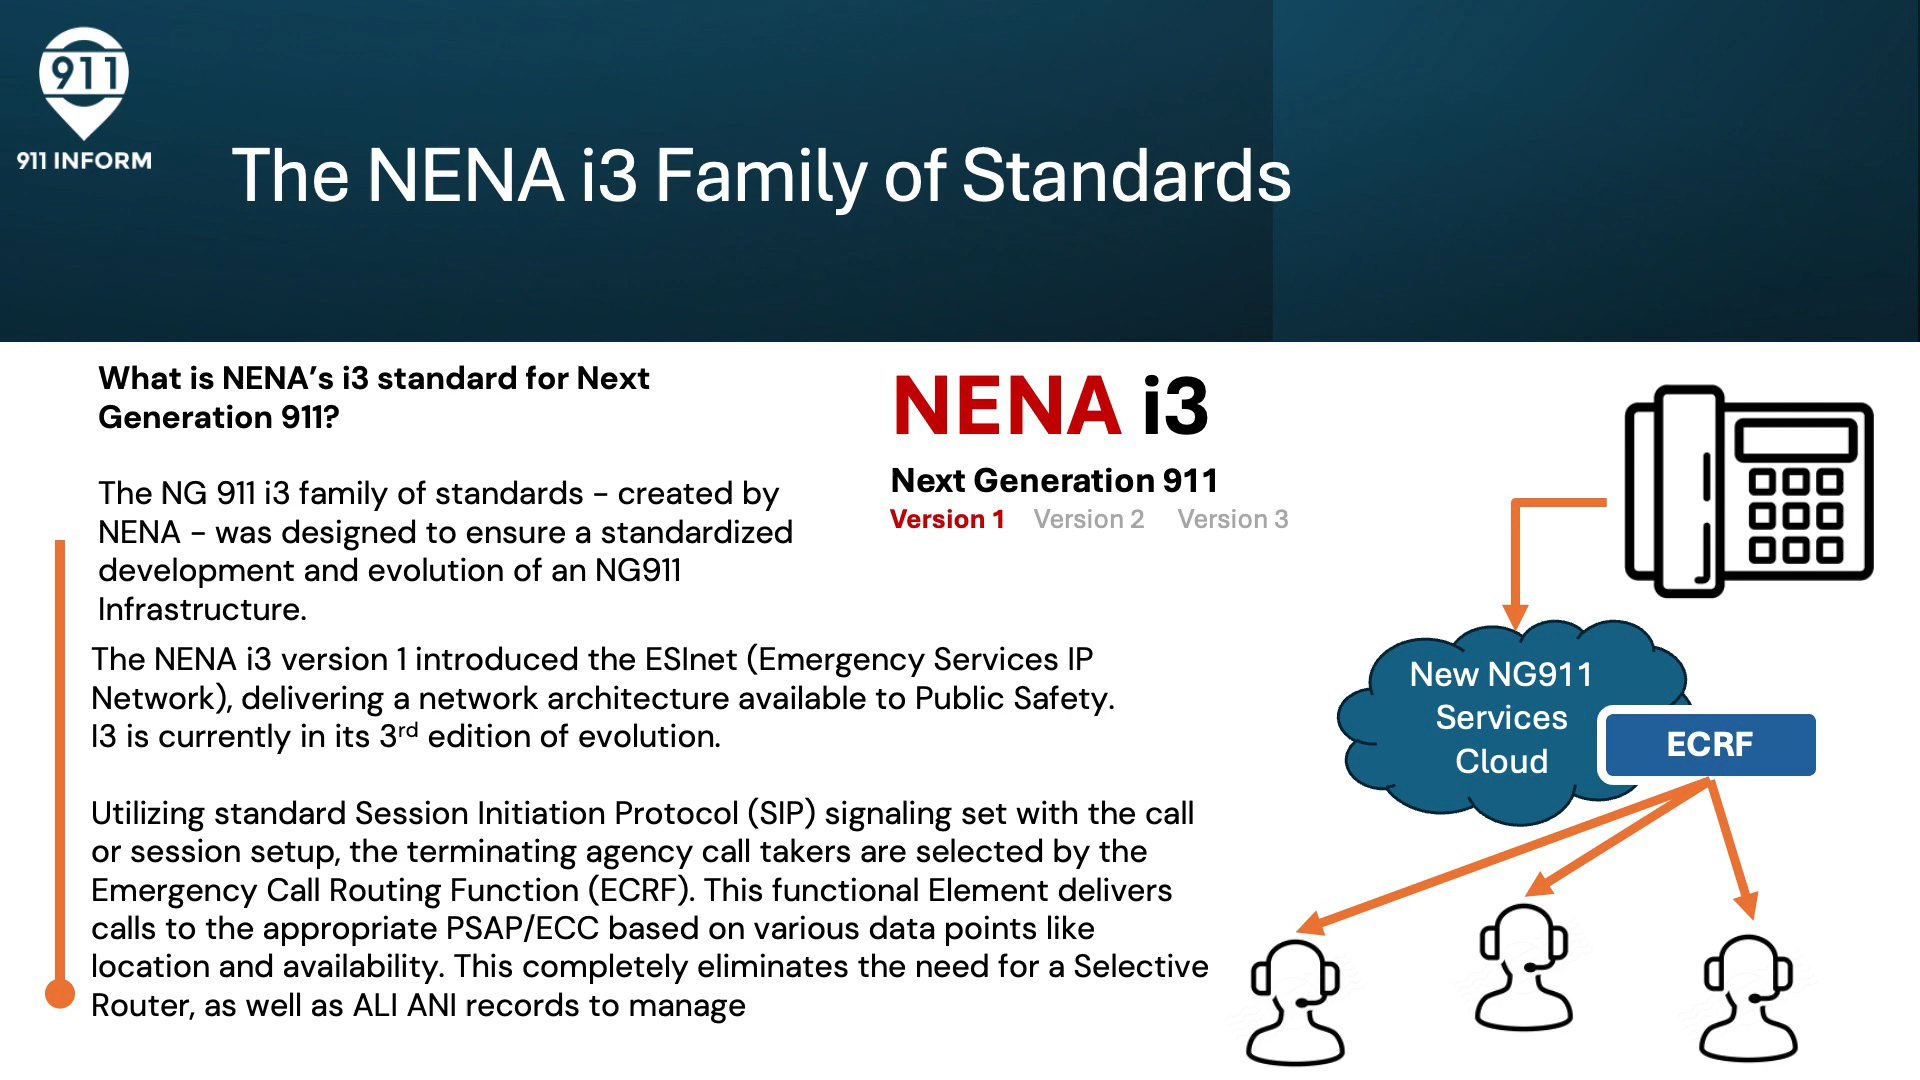 911
911 INFORM
The NENA i3 Family of Standards
What is NENA's i3 standard for Next
Generation 911?
The NG 911 i3 family of standards – created by
NENA – was designed to ensure a standardized
development and evolution of an NG911
Infrastructure.
The NENA i3 version 1 introduced the ESInet (Emergency Services IP
Network), delivering a network architecture available to Public Safety.
I3 is currently in its 3rd edition of evolution.
Utilizing standard Session Initiation Protocol (SIP) signaling set with the call
or session setup, the terminating agency call takers are selected by the
Emergency Call Routing Function (ECRF). This functional Element delivers
calls to the appropriate PSAP/ECC based on various data points like
location and availability. This completely eliminates the need for a Selective
Router, as well as ALI ANI records to manage
NENA i3
Next Generation 911
Version 1 Version 2 Version 3
New NG911
Services
Cloud
ECRF